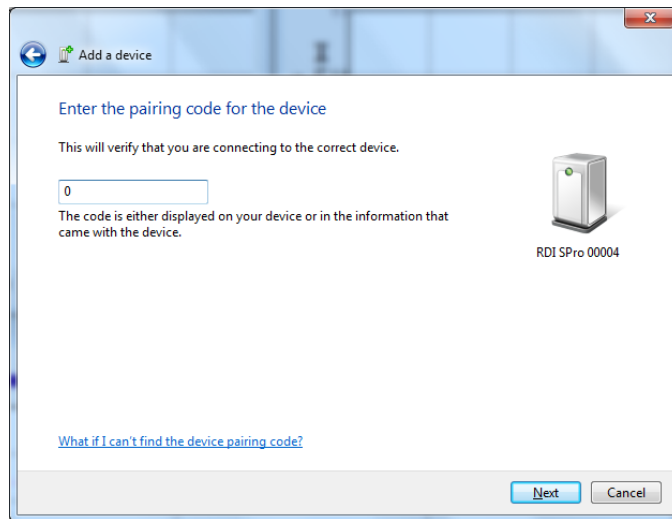 Add a device
Enter the pairing code for the device
This will verify that you are connecting to the correct device.
0
The code is either displayed on your device or in the information that
came with the device.
RDI SPro 00004
What if I can't find the device pairing code?
Next
Cancel